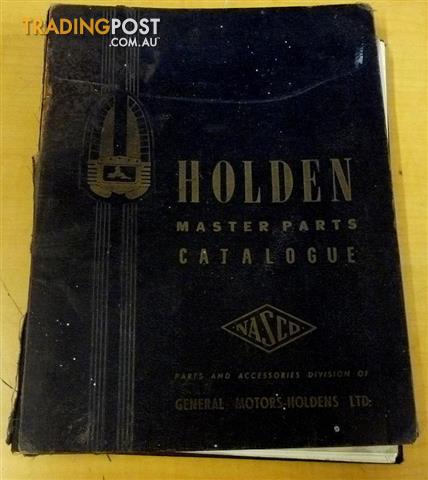 TRADINGPOST
.COM.AU
HOLDEN
MASTER PARTS
CATALOGUE
NASCO
PARTS AND ACCESSORIES DIVISION OF
GENERAL MOTORS-HOLDENS LTD.